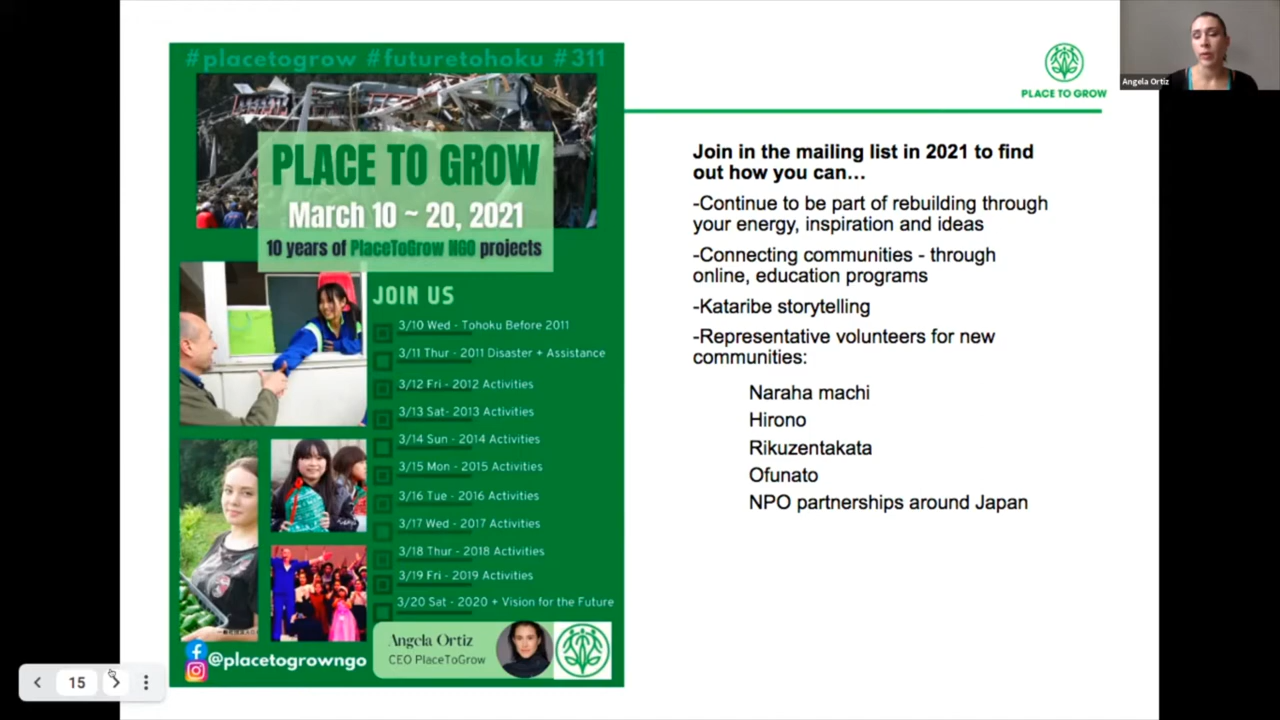 #placetogrow #futuretohoku #311
PLACE TO GROW
March 10 ~ 20, 2021
10 years of PlaceToGrow NGO projects
JOIN US
3/10 Wed - Tohoku Before 2011
3/11 Thur - 2011 Disaster + Assistance
3/12 Fri - 2012 Activities
3/13 Sat- 2013 Activities
3/14 Sun - 2014 Activities
3/15 Mon - 2015 Activities
3/16 Tue - 2016 Activities
3/17 Wed - 2017 Activities
3/18 Thur - 2018 Activities
3/19 Fri - 2019 Activities
3/20 Sat - 2020 + Vision for the Future
Angela Ortiz
CEO PlaceToGrow
@placetogrowngo
PLACE TO GROW
Join in the mailing list in 2021 to find
out how you can...
-Continue to be part of rebuilding through
your energy, inspiration and ideas
-Connecting communities - through
online, education programs
-Kataribe storytelling
-Representative volunteers for new
communities:
Naraha machi
Hirono
Rikuzentakata
Ofunato
NPO partnerships around Japan
Angela Ortiz
15